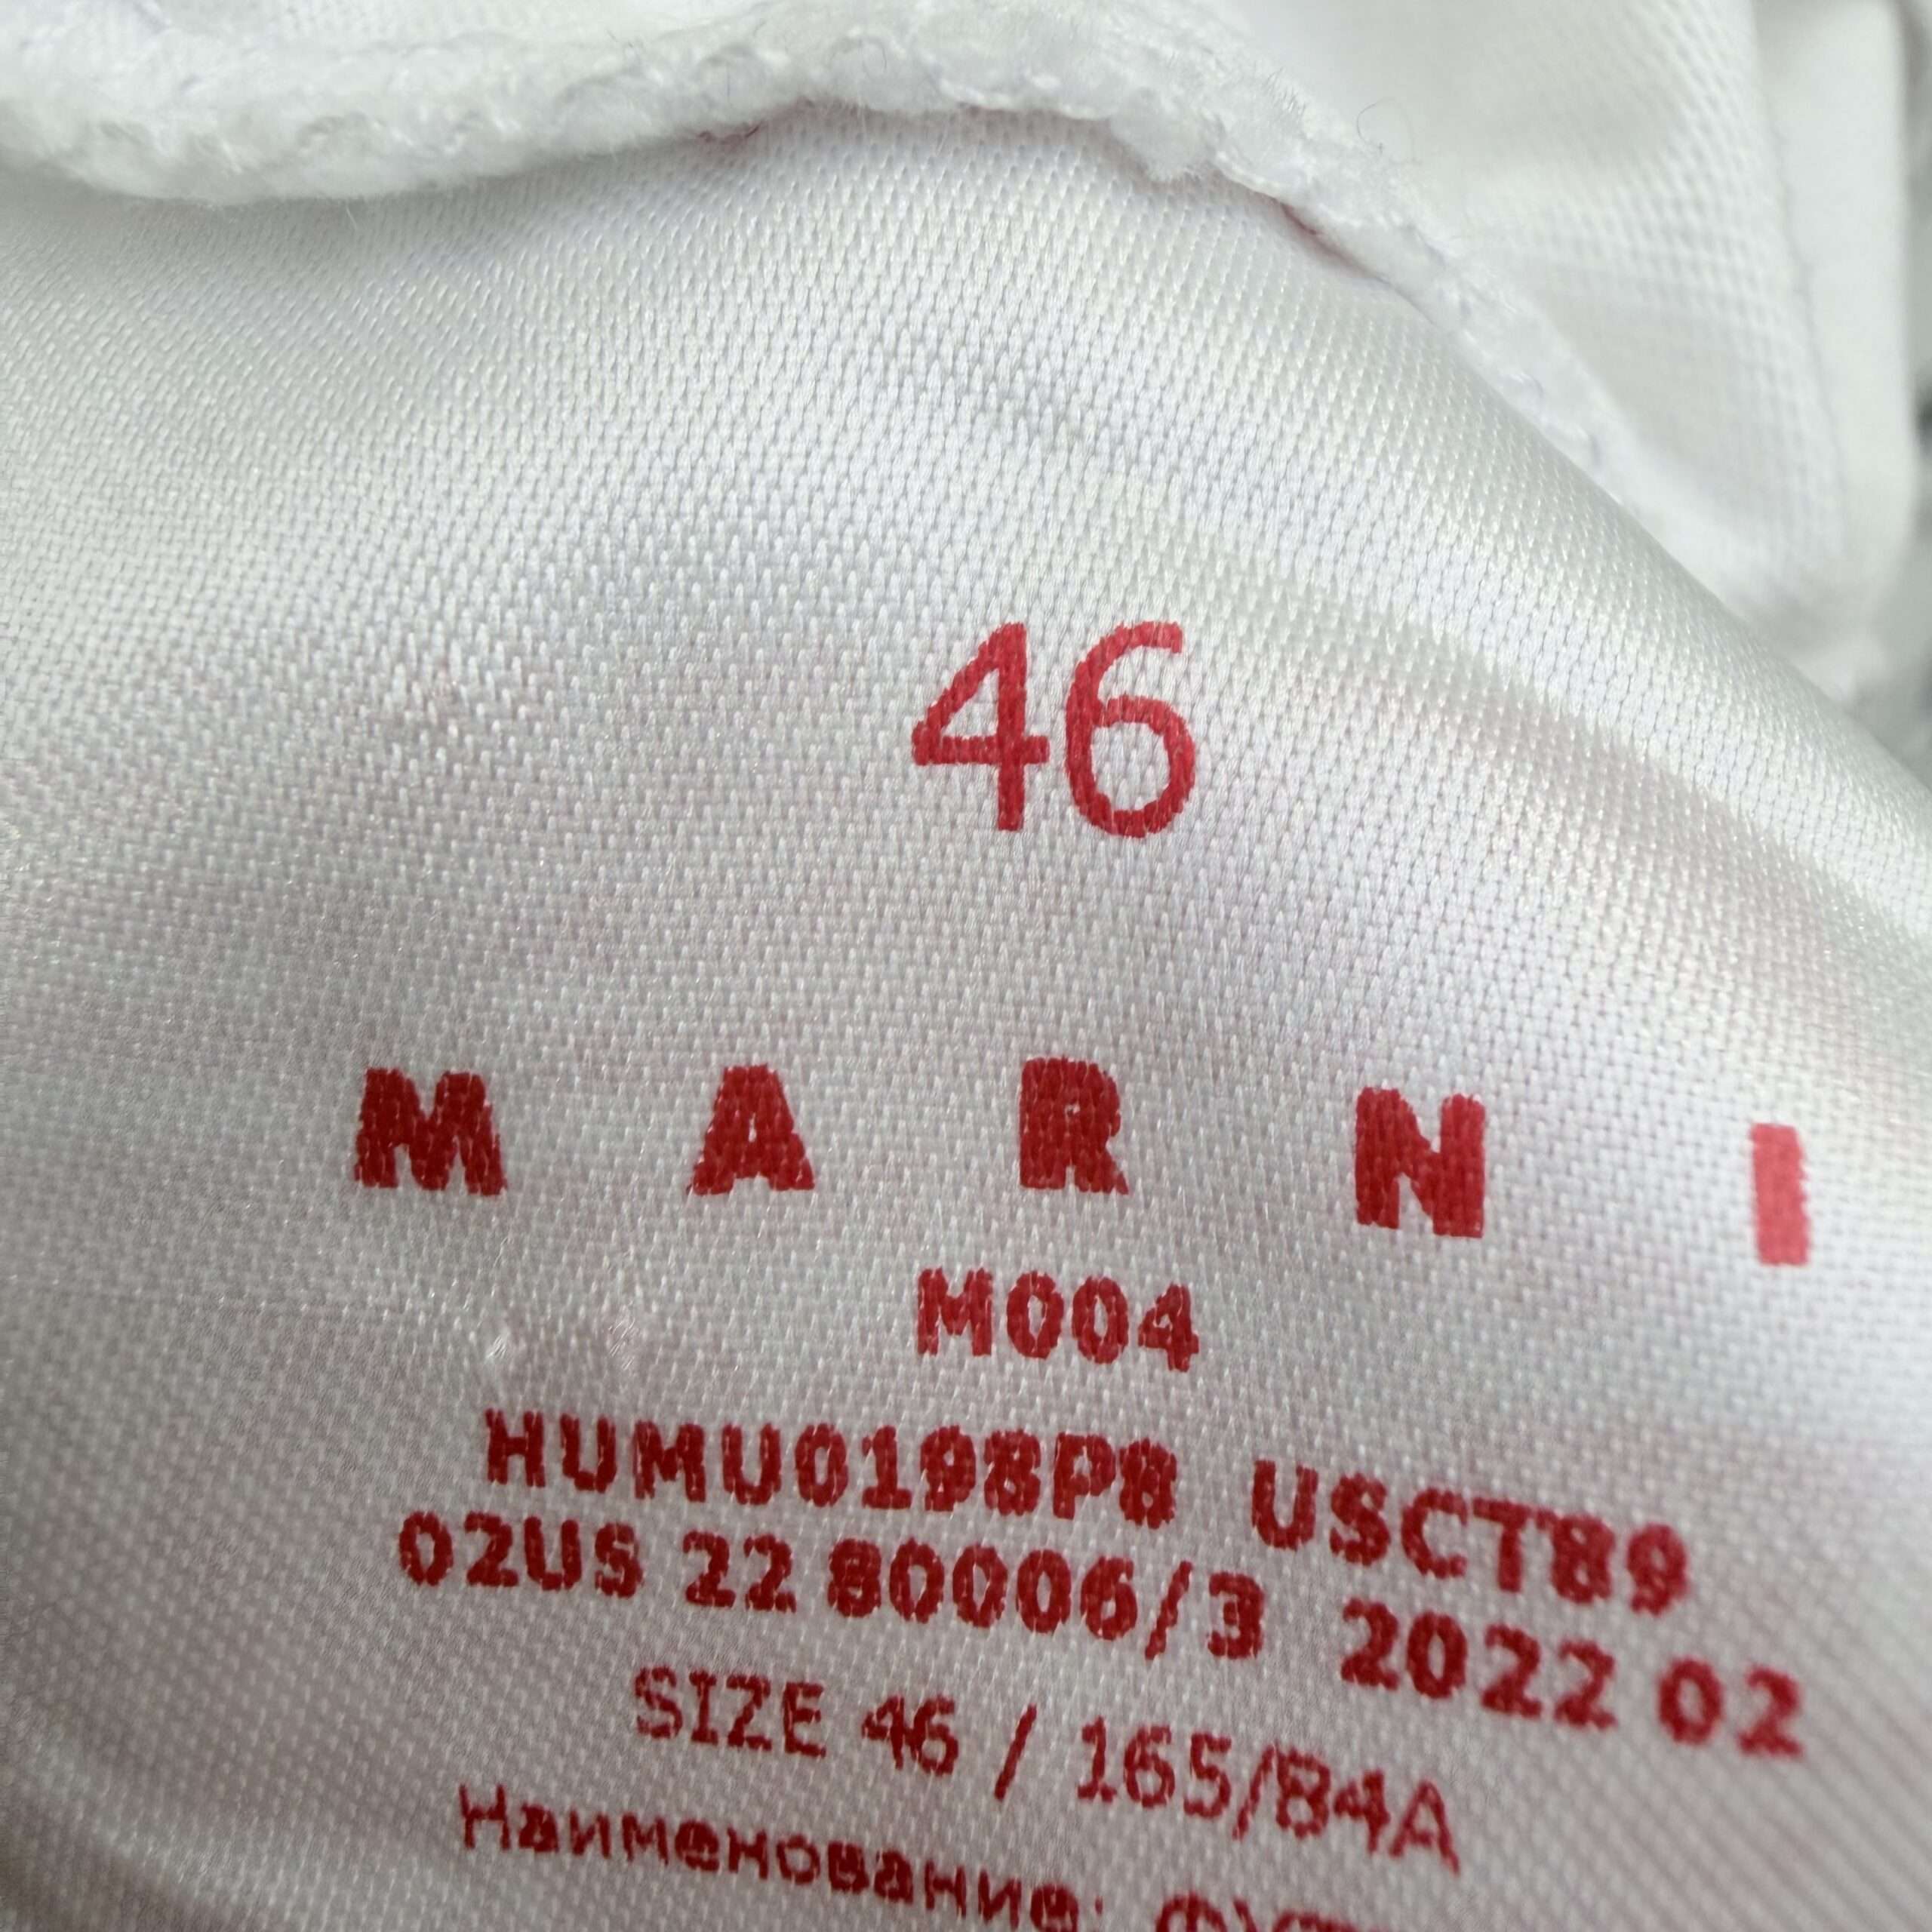 46
MARNI
M004
HUMU0198P8 USCT89
02US 22 80006/3 2022 02
SIZE 46 / 165/84A
Наименование: